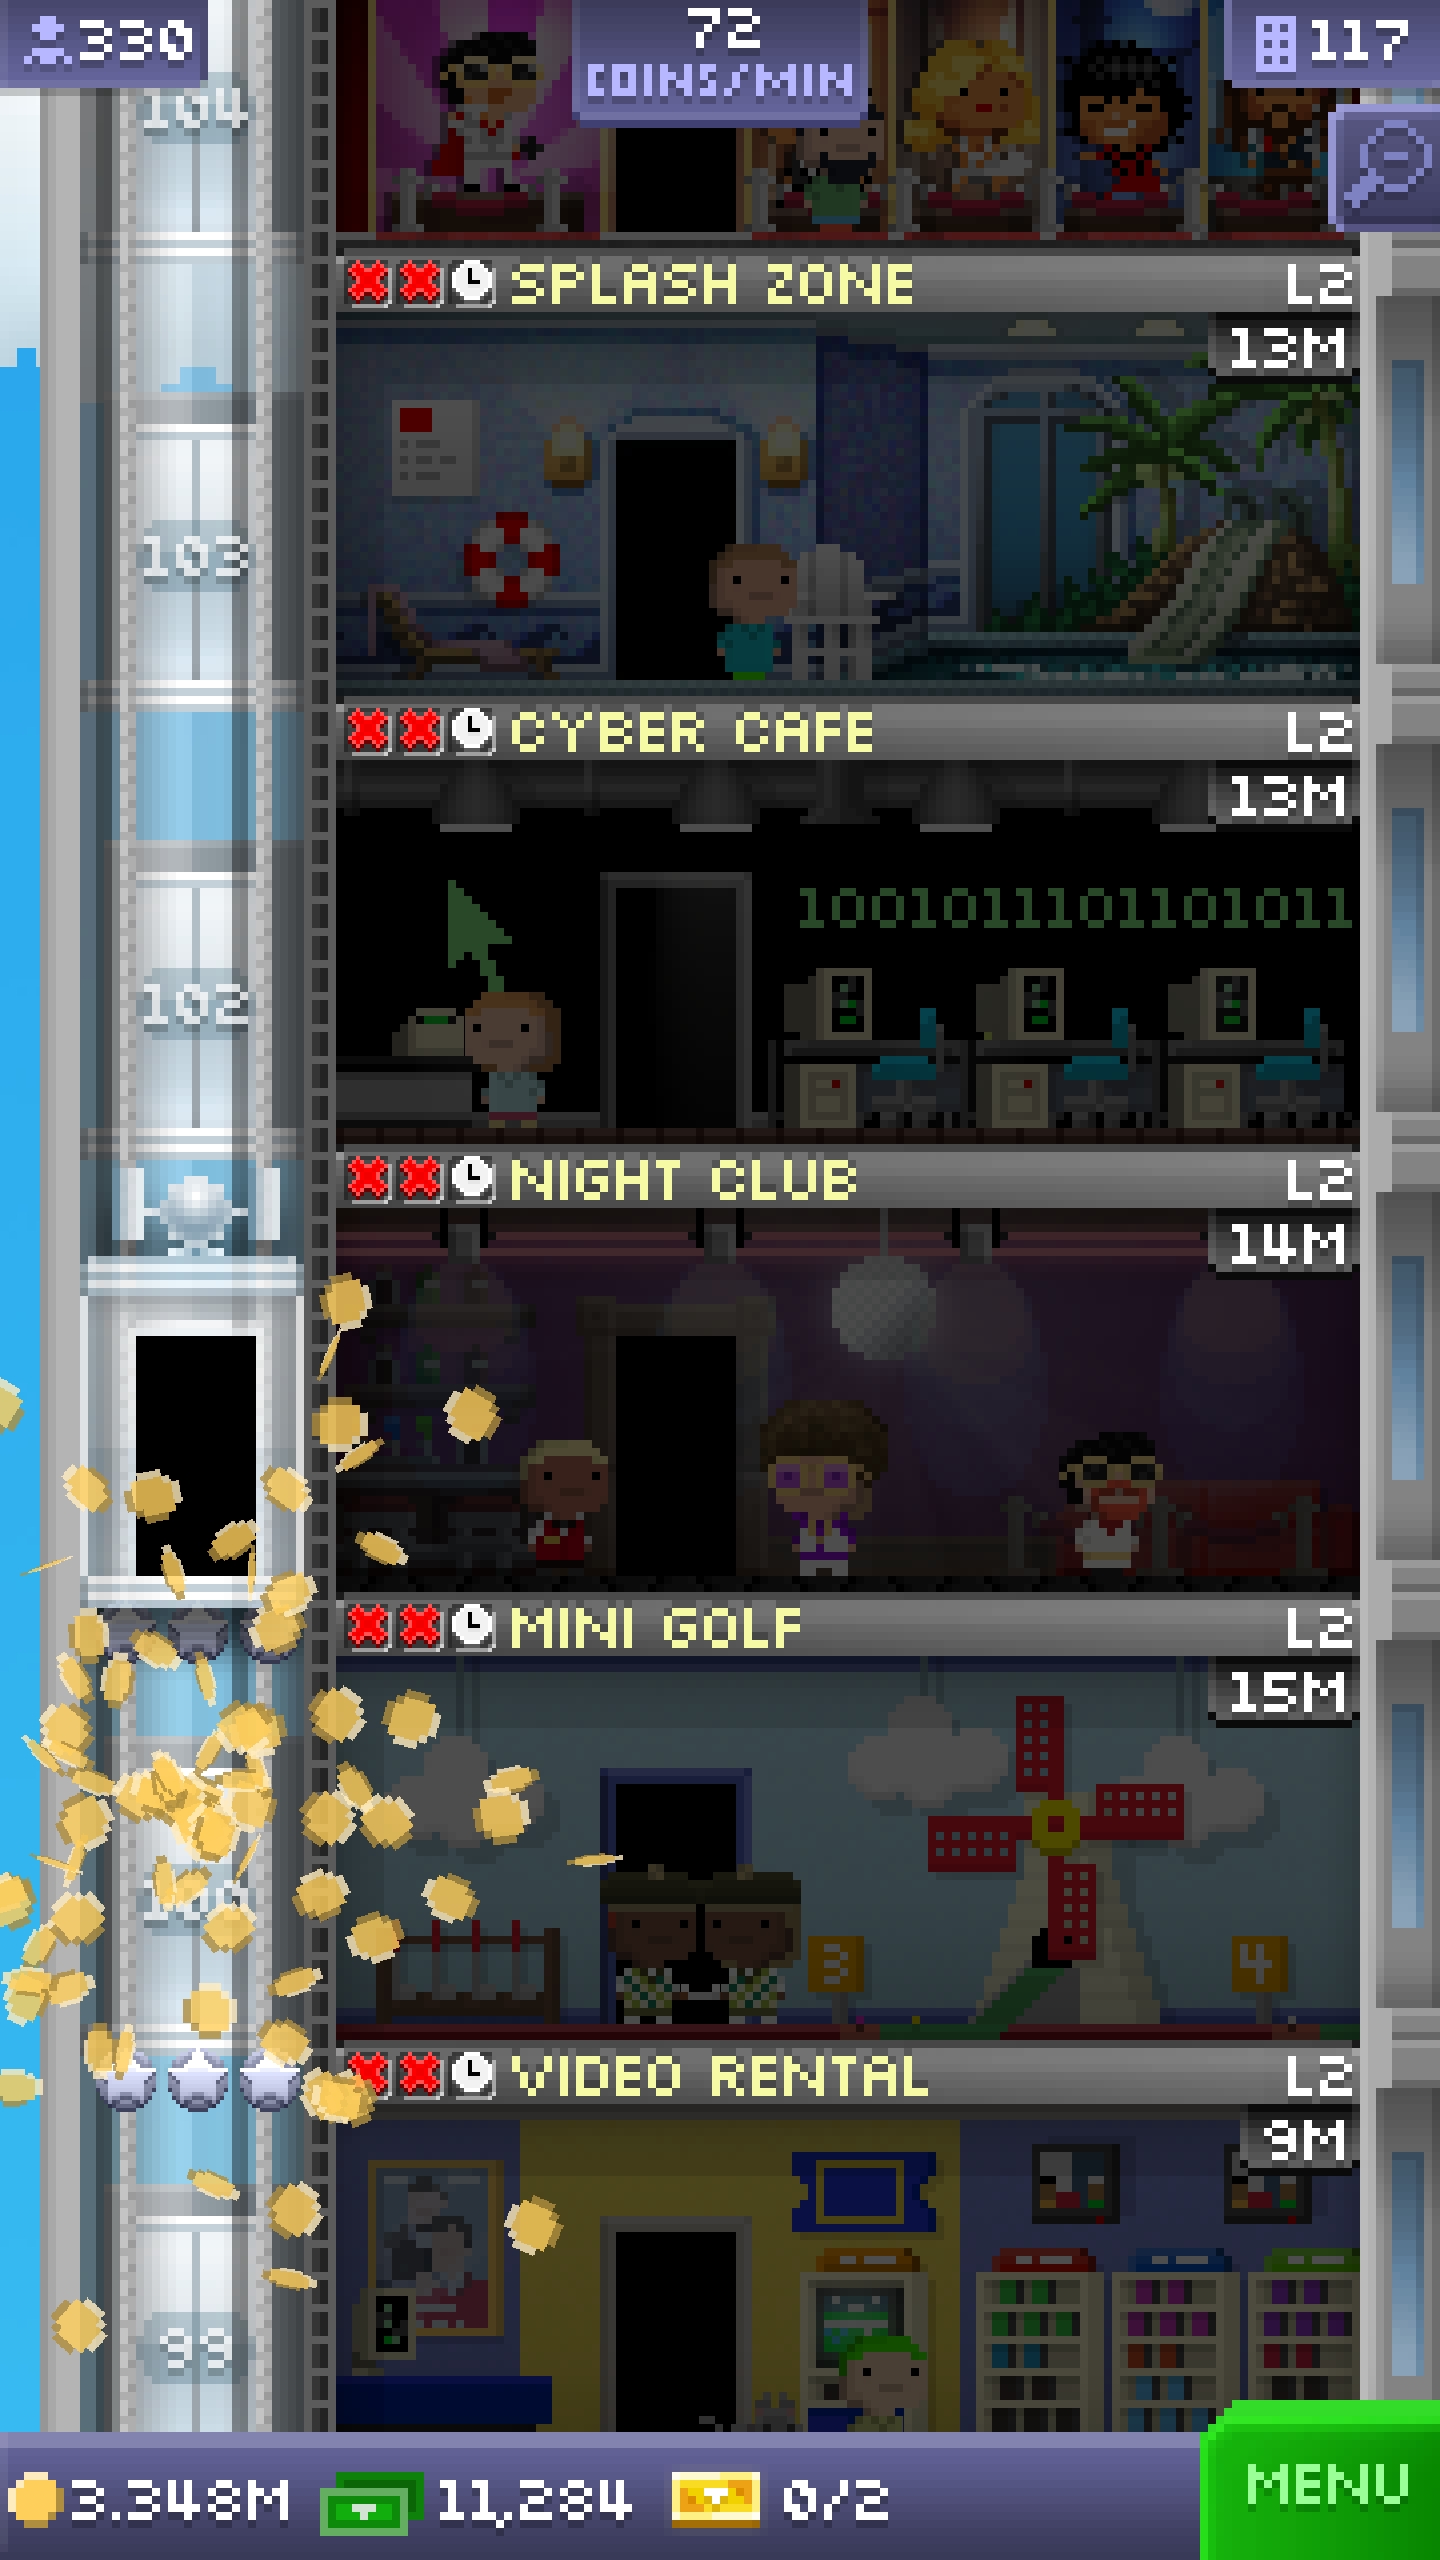 330
72
COINS/MIN
117
104
SPLASH ZONE
L2
13M
103
CYBER CAFE
L2
13M
1001011101101011
102
NIGHT CLUB
L2
14M
MINI GOLF
L2
15M
3
4
VIDEO RENTAL
L2
9M
99
3.348M
11,284
0/2
MENU